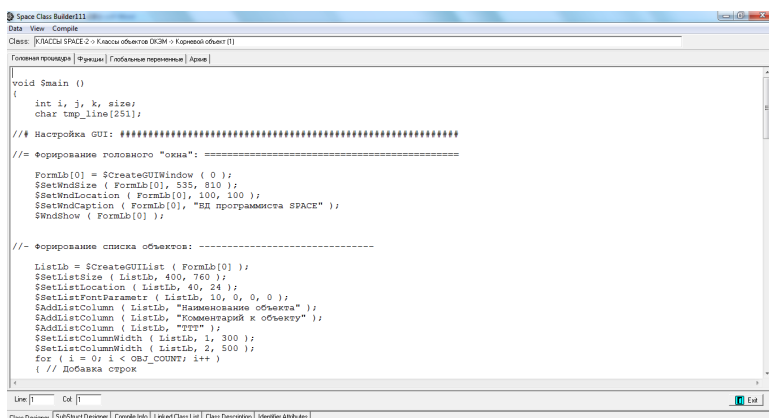 Space Class Builder111
Data View Compile
Class: КЛАССЫ SPACE-2 -> Классы объектов ОКЭМ -> Корневой объект (1)
Головная процедура Функции Глобальные переменные Архив
void $main ()
{
int i, j, k, size;
char tmp_line[251];
//# Настройка GUI: ############################################################
//= Форирование головного "окна": =============================================
FormLb[0] = $CreateGUIWindow ( 0 );
$SetWndSize ( FormLb[0], 535, 810 );
$SetWndLocation ( FormLb[0], 100, 100 );
$SetWndCaption ( FormLb[0], "БД программиста SPACE" );
$WndShow ( FormLb[0] );
//- Форирование списка объектов: -------------------------------
ListLb = $CreateGUIList ( FormLb[0] );
$SetListSize ( ListLb, 400, 760 );
$SetListLocation ( ListLb, 40, 24 );
$SetListFontParametr ( ListLb, 10, 0, 0, 0 );
$AddListColumn ( ListLb, "Наименование объекта" );
$AddListColumn ( ListLb, "Комментарий к объекту" );
$AddListColumn ( ListLb, "ТТТ" );
$SetListColumnWidth ( ListLb, 1, 300 );
$SetListColumnWidth ( ListLb, 2, 500 );
for ( i = 0; i < OBJ_COUNT; i++ )
{ // Добавка строк
Line: 1 Col: 1 Exit
Class Designer SubStruct Designer Compile Info Linked Class List Class Description Identifier Attributes